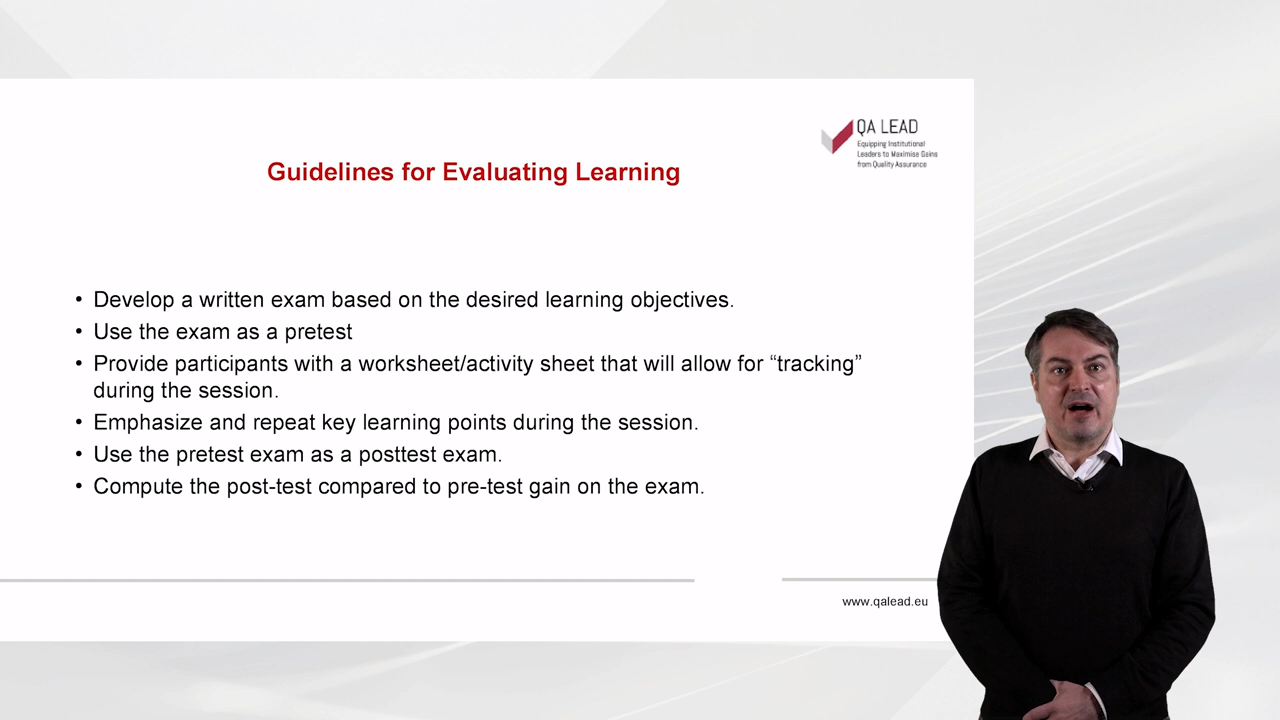 QA LEAD
Equipping Institutional
Leaders to Maximise Gains
from Quality Assurance
Guidelines for Evaluating Learning
• Develop a written exam based on the desired learning objectives.
• Use the exam as a pretest
• Provide participants with a worksheet/activity sheet that will allow for “tracking”
during the session.
• Emphasize and repeat key learning points during the session.
• Use the pretest exam as a posttest exam.
• Compute the post-test compared to pre-test gain on the exam.
www.qalead.eu